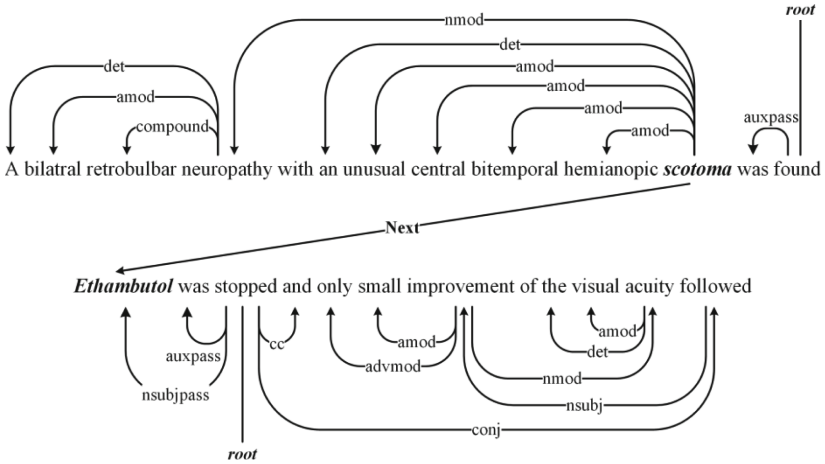 root
nmod
det
det
amod
amod
amod
amod
compound
amod
auxpass
A bilatral retrobulbar neuropathy with an unusual central bitemporal hemianopic scotoma was found
Next
Ethambutol was stopped and only small improvement of the visual acuity followed
amod
cc
amod
auxpass
det
advmod
nmod
nsubjpass
nsubj
conj
root